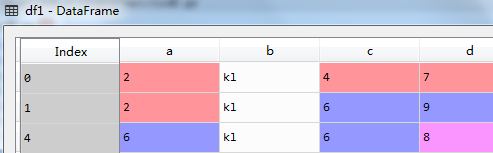 df1 - DataFrame
Index a b c d
0 2 k1 4 7
1 2 k1 6 9
4 6 k1 6 8